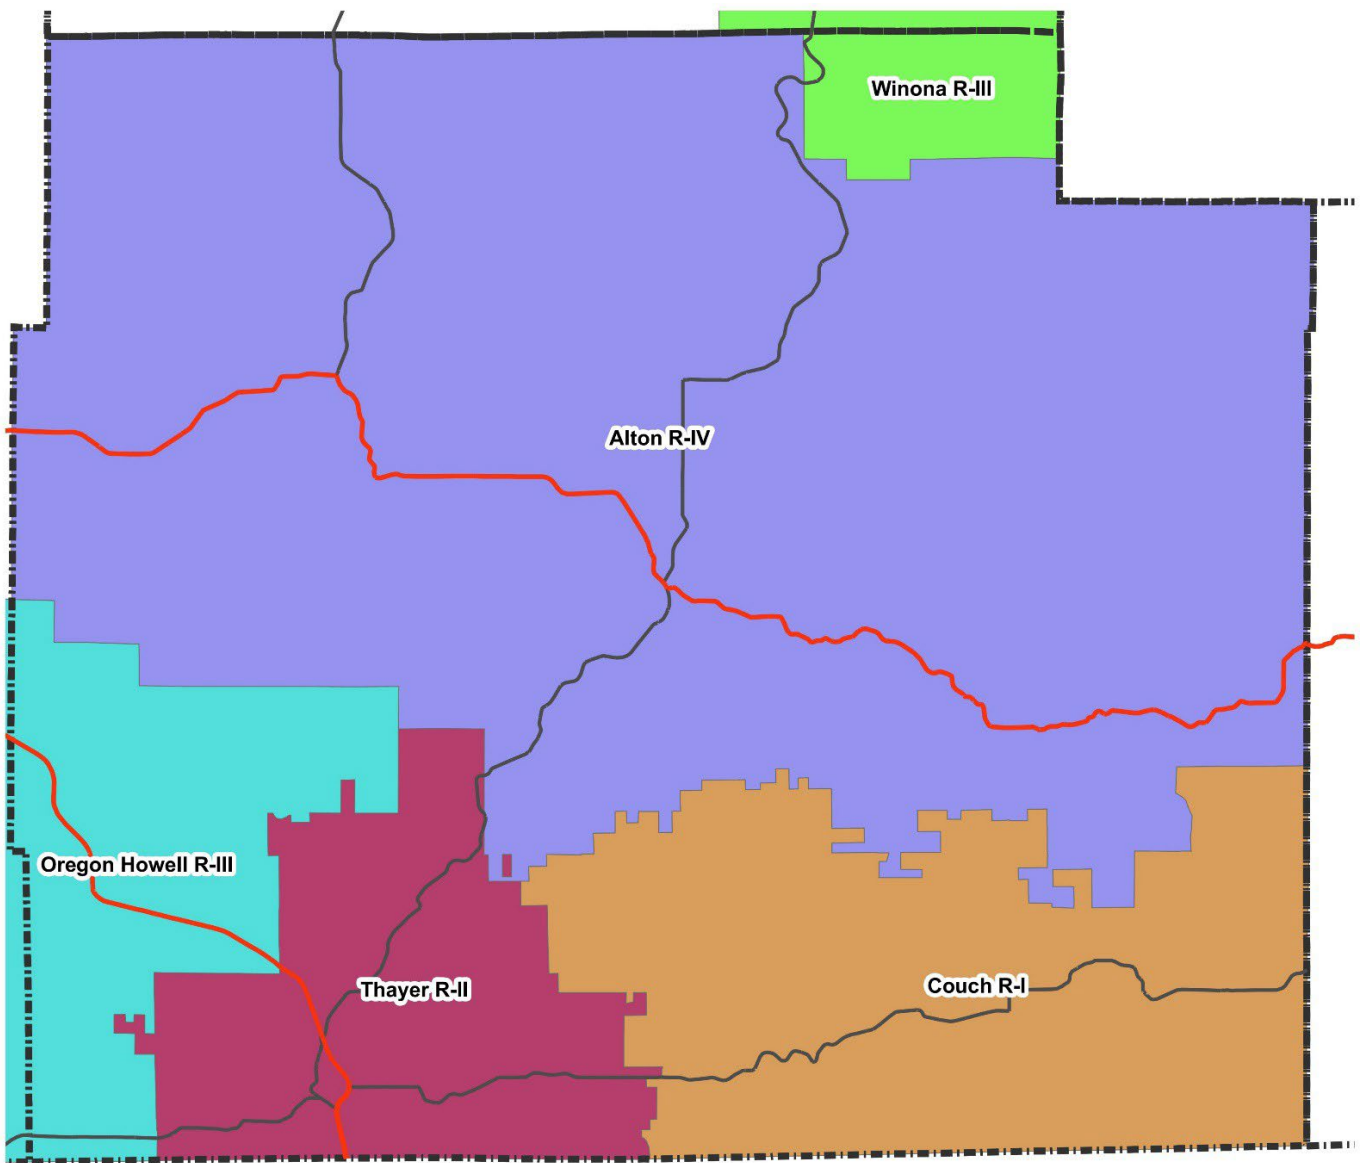 Winona R-III
Alton R-IV
Oregon Howell R-III
Thayer R-II
Couch R-I